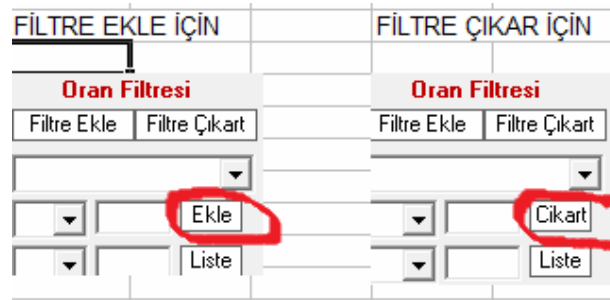 FİLTRE EKLE İÇİN
FİLTRE ÇIKAR İÇİN
Oran Filtresi
Filtre Ekle
Filtre Çıkart
Ekle
Liste
Oran Filtresi
Filtre Ekle
Filtre Çıkart
Cikart
Liste